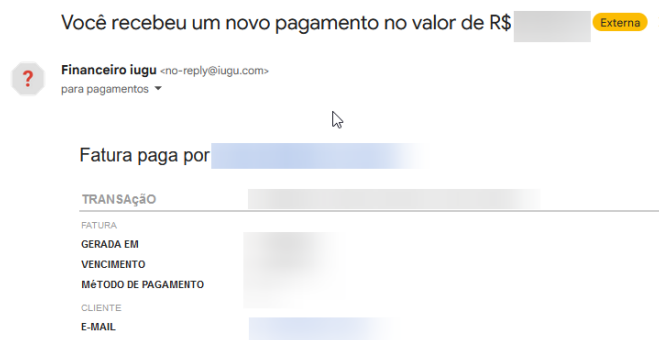 Você recebeu um novo pagamento no valor de R$ Externa
?
Financeiro iugu <no-reply@iugu.com>
para pagamentos
Fatura paga por
TRANSAçãO
FATURA
GERADA EM
VENCIMENTO
MéTODO DE PAGAMENTO
CLIENTE
E-MAIL